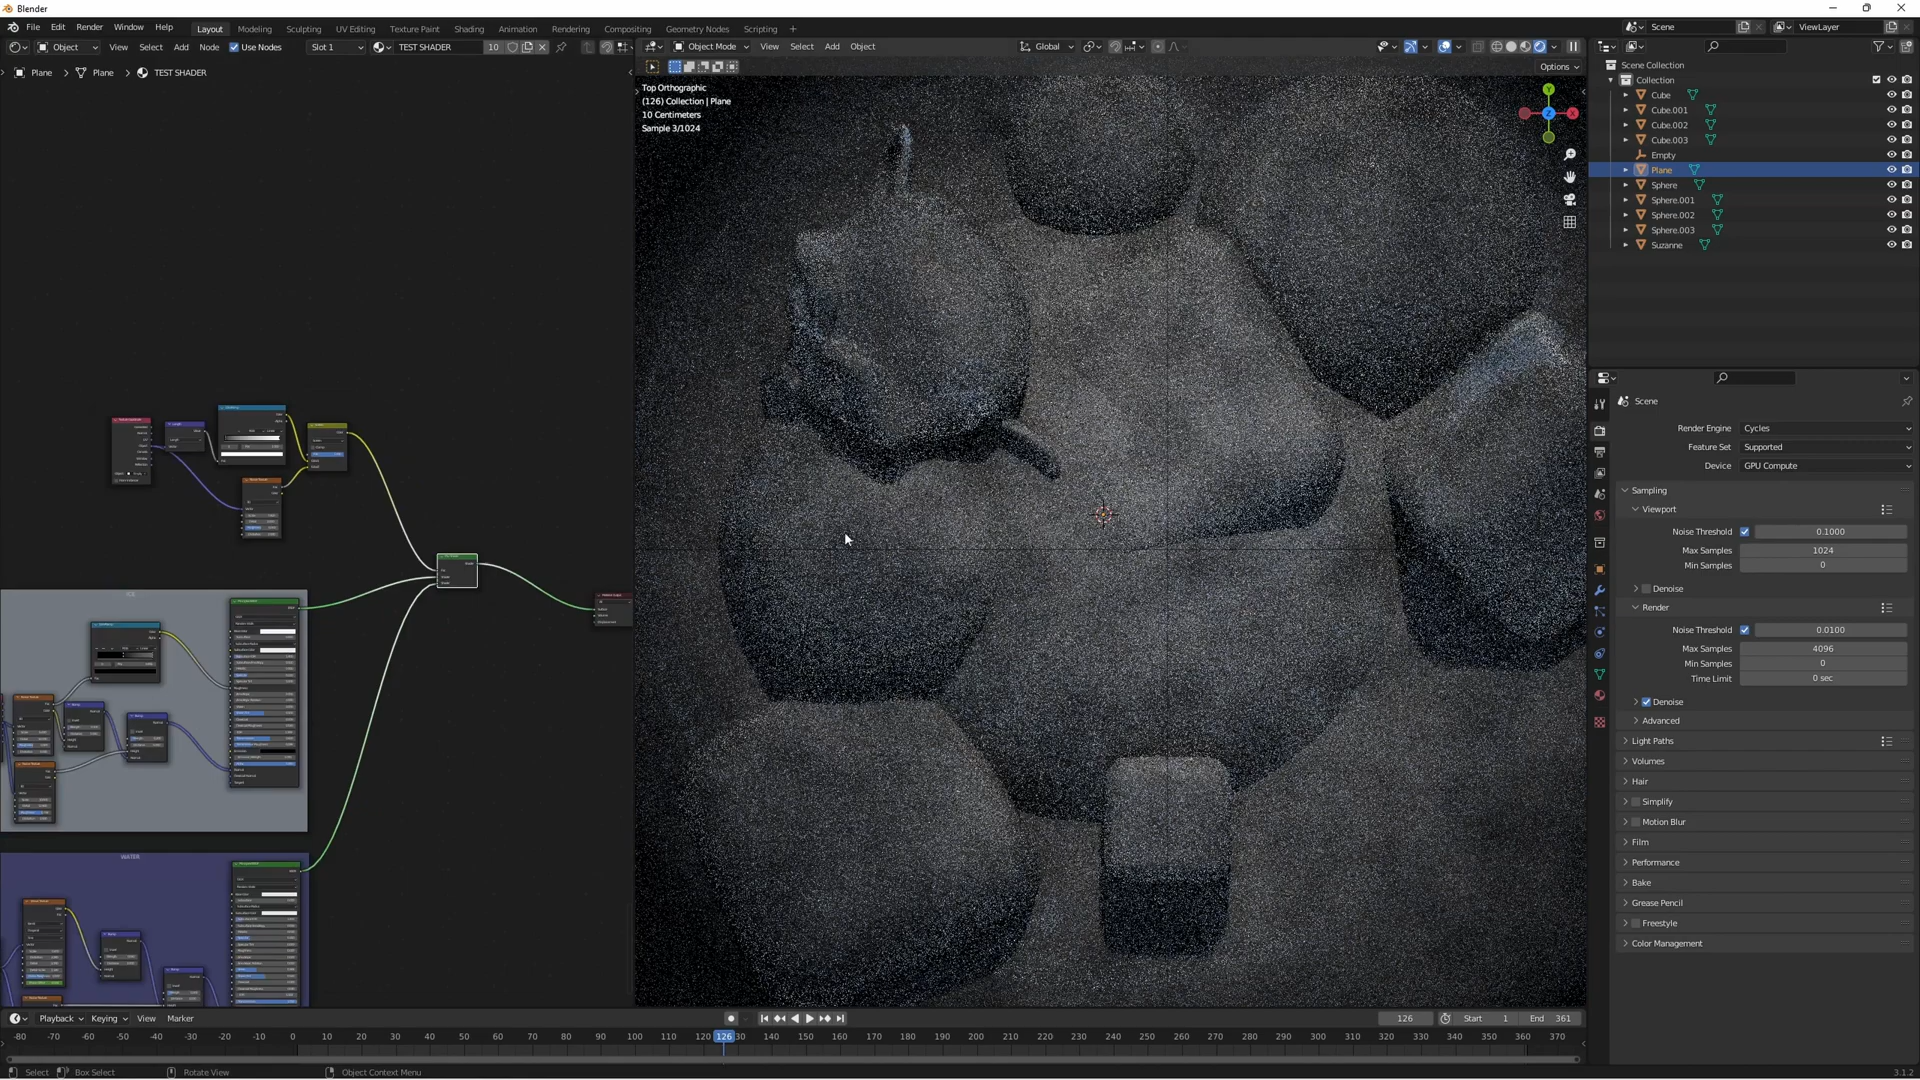 Blender
File Edit Render Window Help
Layout Modeling Sculpting UV Editing Texture Paint Shading Animation Rendering Compositing Geometry Nodes Scripting +
Scene
ViewLayer
Object View Select Add Node Use Nodes Slot 1 TEST SHADER 10
Object Mode View Select Add Object Global
Options
Plane > Plane > TEST SHADER
Top Orthographic
(126) Collection | Plane
10 Centimeters
Sample 3/1024
Y
X
Z
Scene Collection
Collection
Cube
Cube.001
Cube.002
Cube.003
Empty
Plane
Sphere
Sphere.001
Sphere.002
Sphere.003
Suzanne
Scene
Render Engine Cycles
Feature Set Supported
Device GPU Compute
Sampling
Viewport
Noise Threshold 0.1000
Max Samples 1024
Min Samples 0
Denoise
Render
Noise Threshold 0.0100
Max Samples 4096
Min Samples 0
Time Limit 0 sec
Denoise
Advanced
Light Paths
Volumes
Hair
Simplify
Motion Blur
Film
Performance
Bake
Grease Pencil
Freestyle
Color Management
ICE
WATER
Playback Keying View Marker
126 Start 1 End 361
-80 -70 -60 -50 -40 -30 -20 -10 0 10 20 30 40 50 60 70 80 90 100 110 126 130 140 150 160 170 180 190 200 210 220 230 240 250 260 270 280 290 300 310 320 330 340 350 360 370
Select Box Select Rotate View Object Context Menu 3.1.2